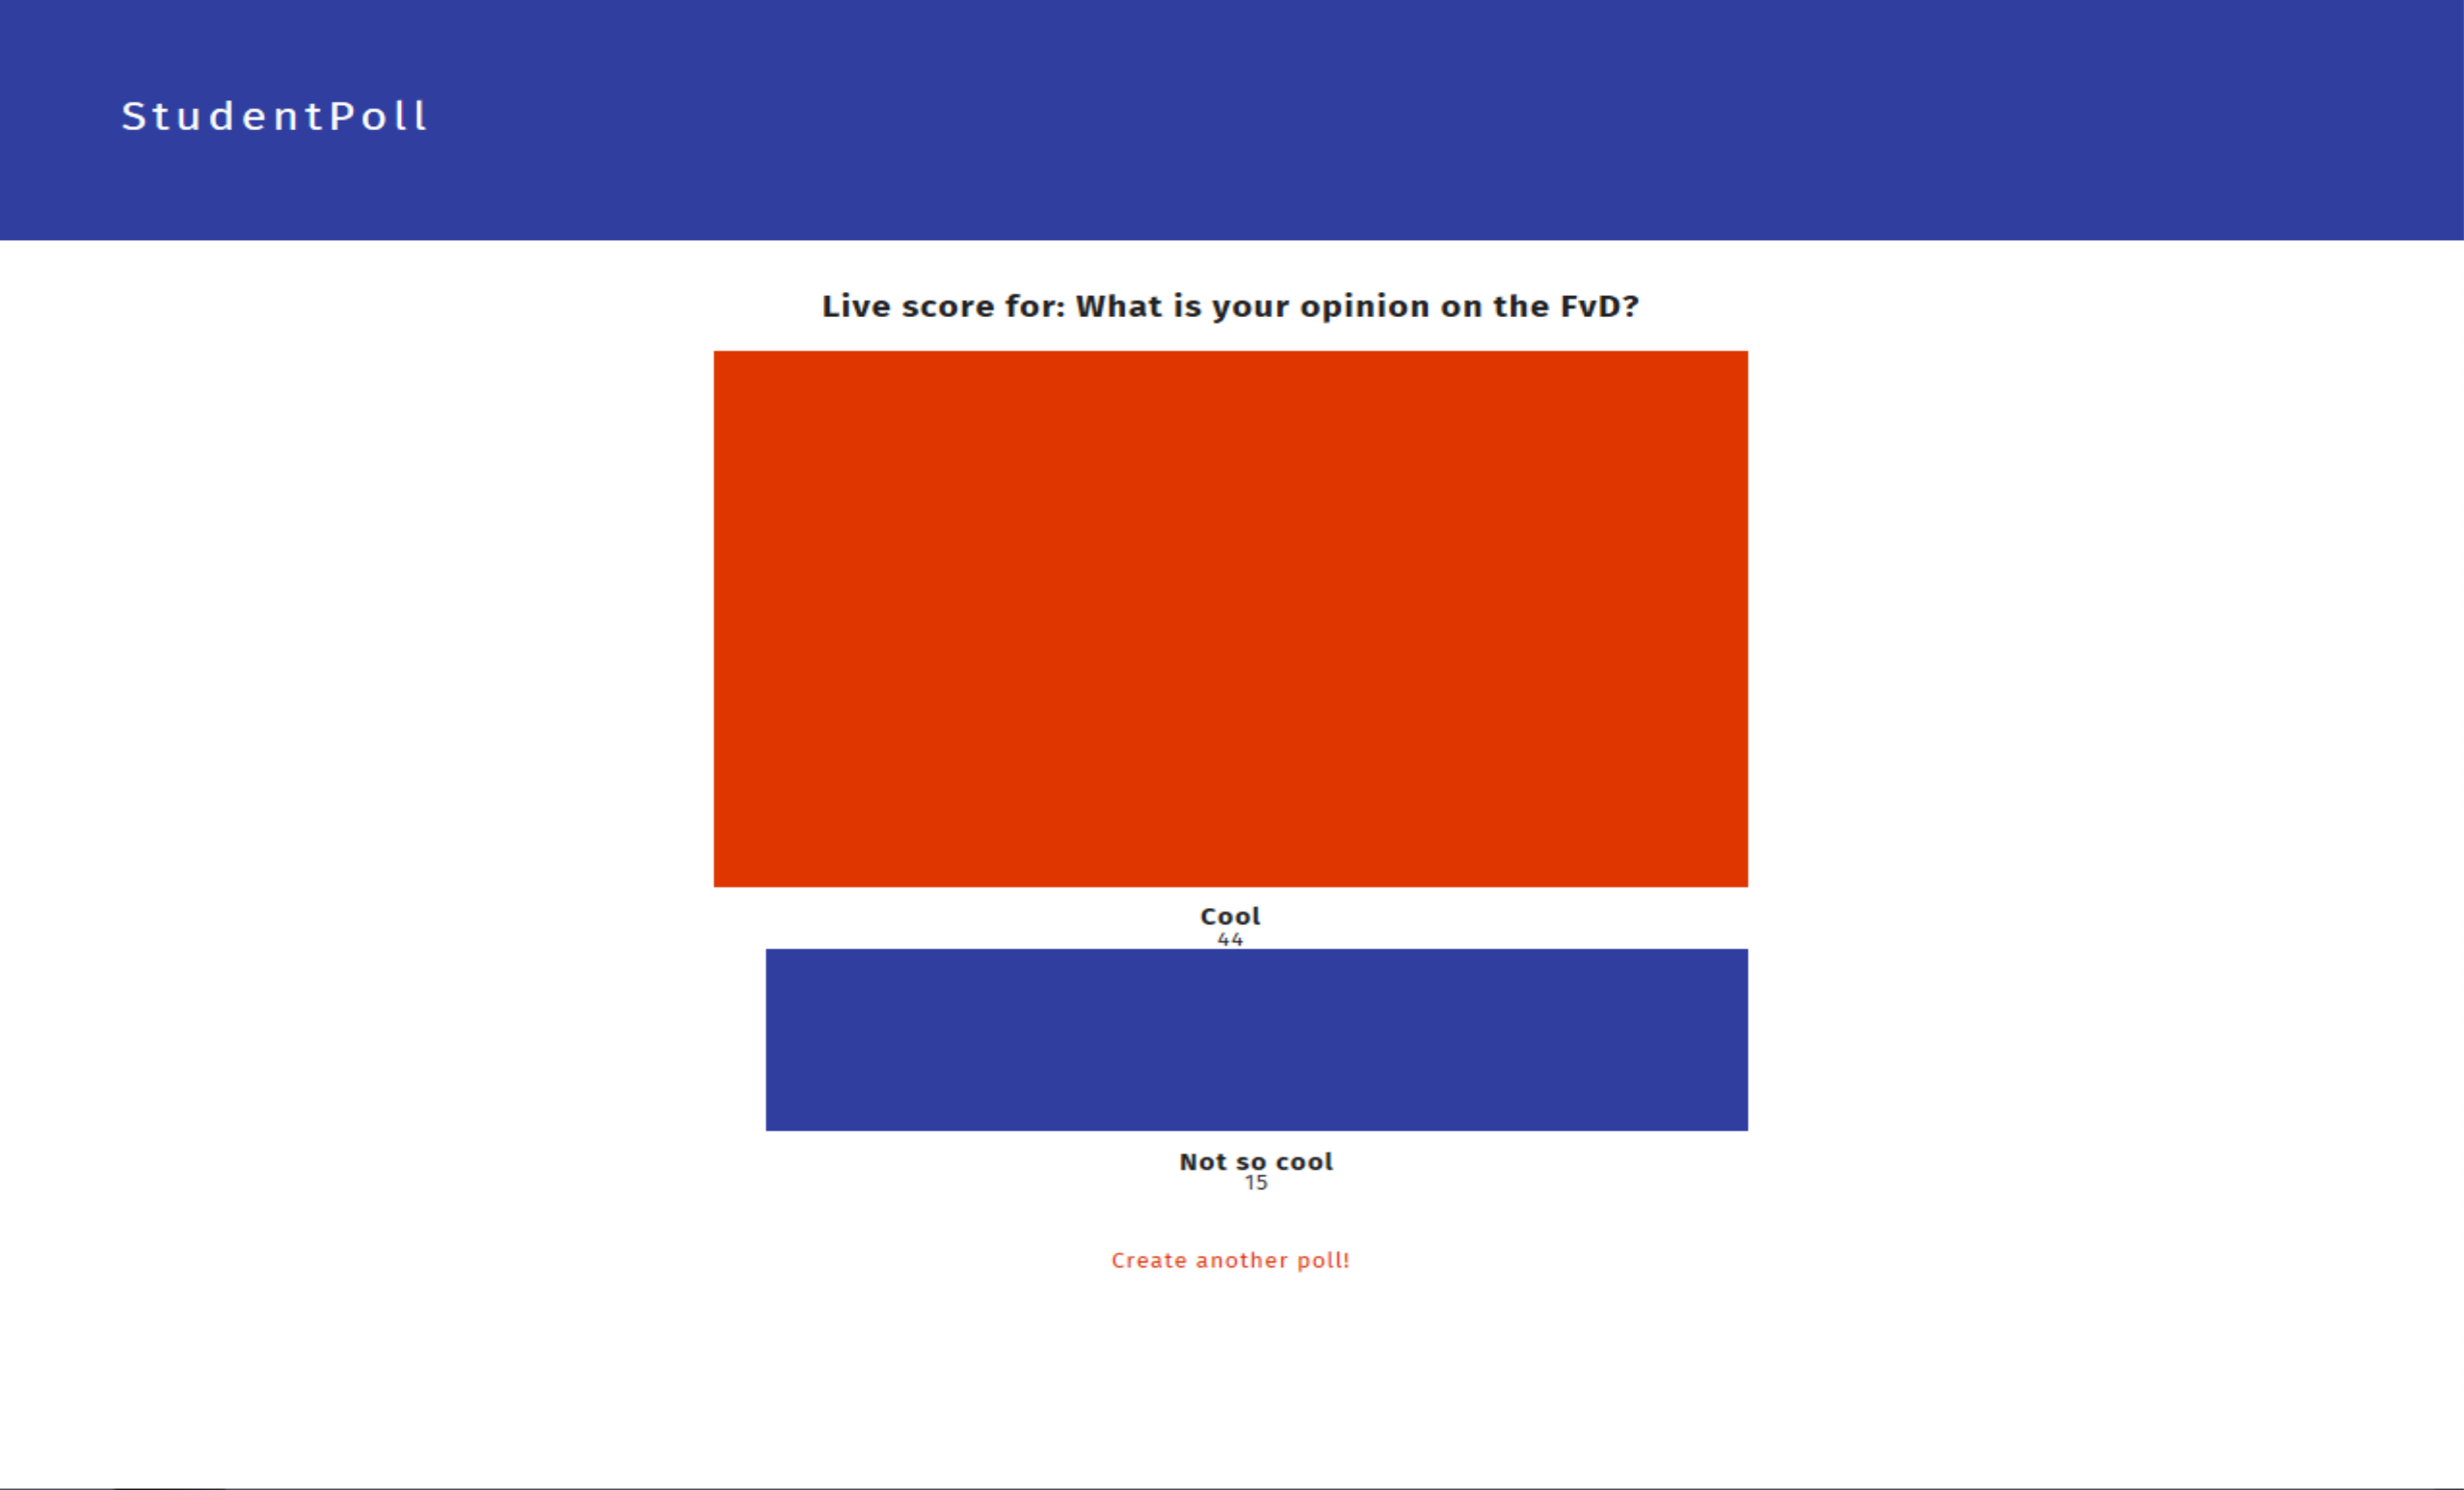 StudentPoll
Live score for: What is your opinion on the FvD?
Cool
44
Not so cool
15
Create another poll!